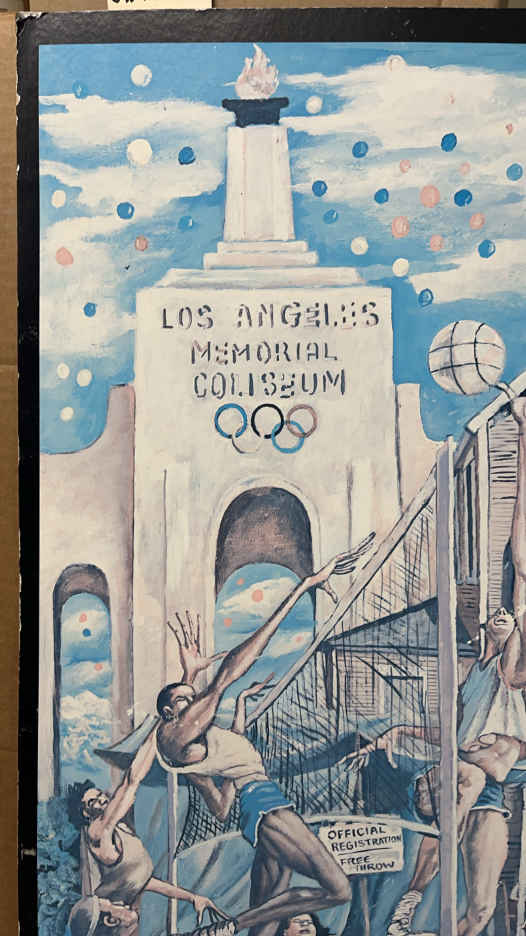 LOS ANGELES
MEMORIAL
COLISEUM
OFFICIAL
REGISTRATION
FREE
THROW